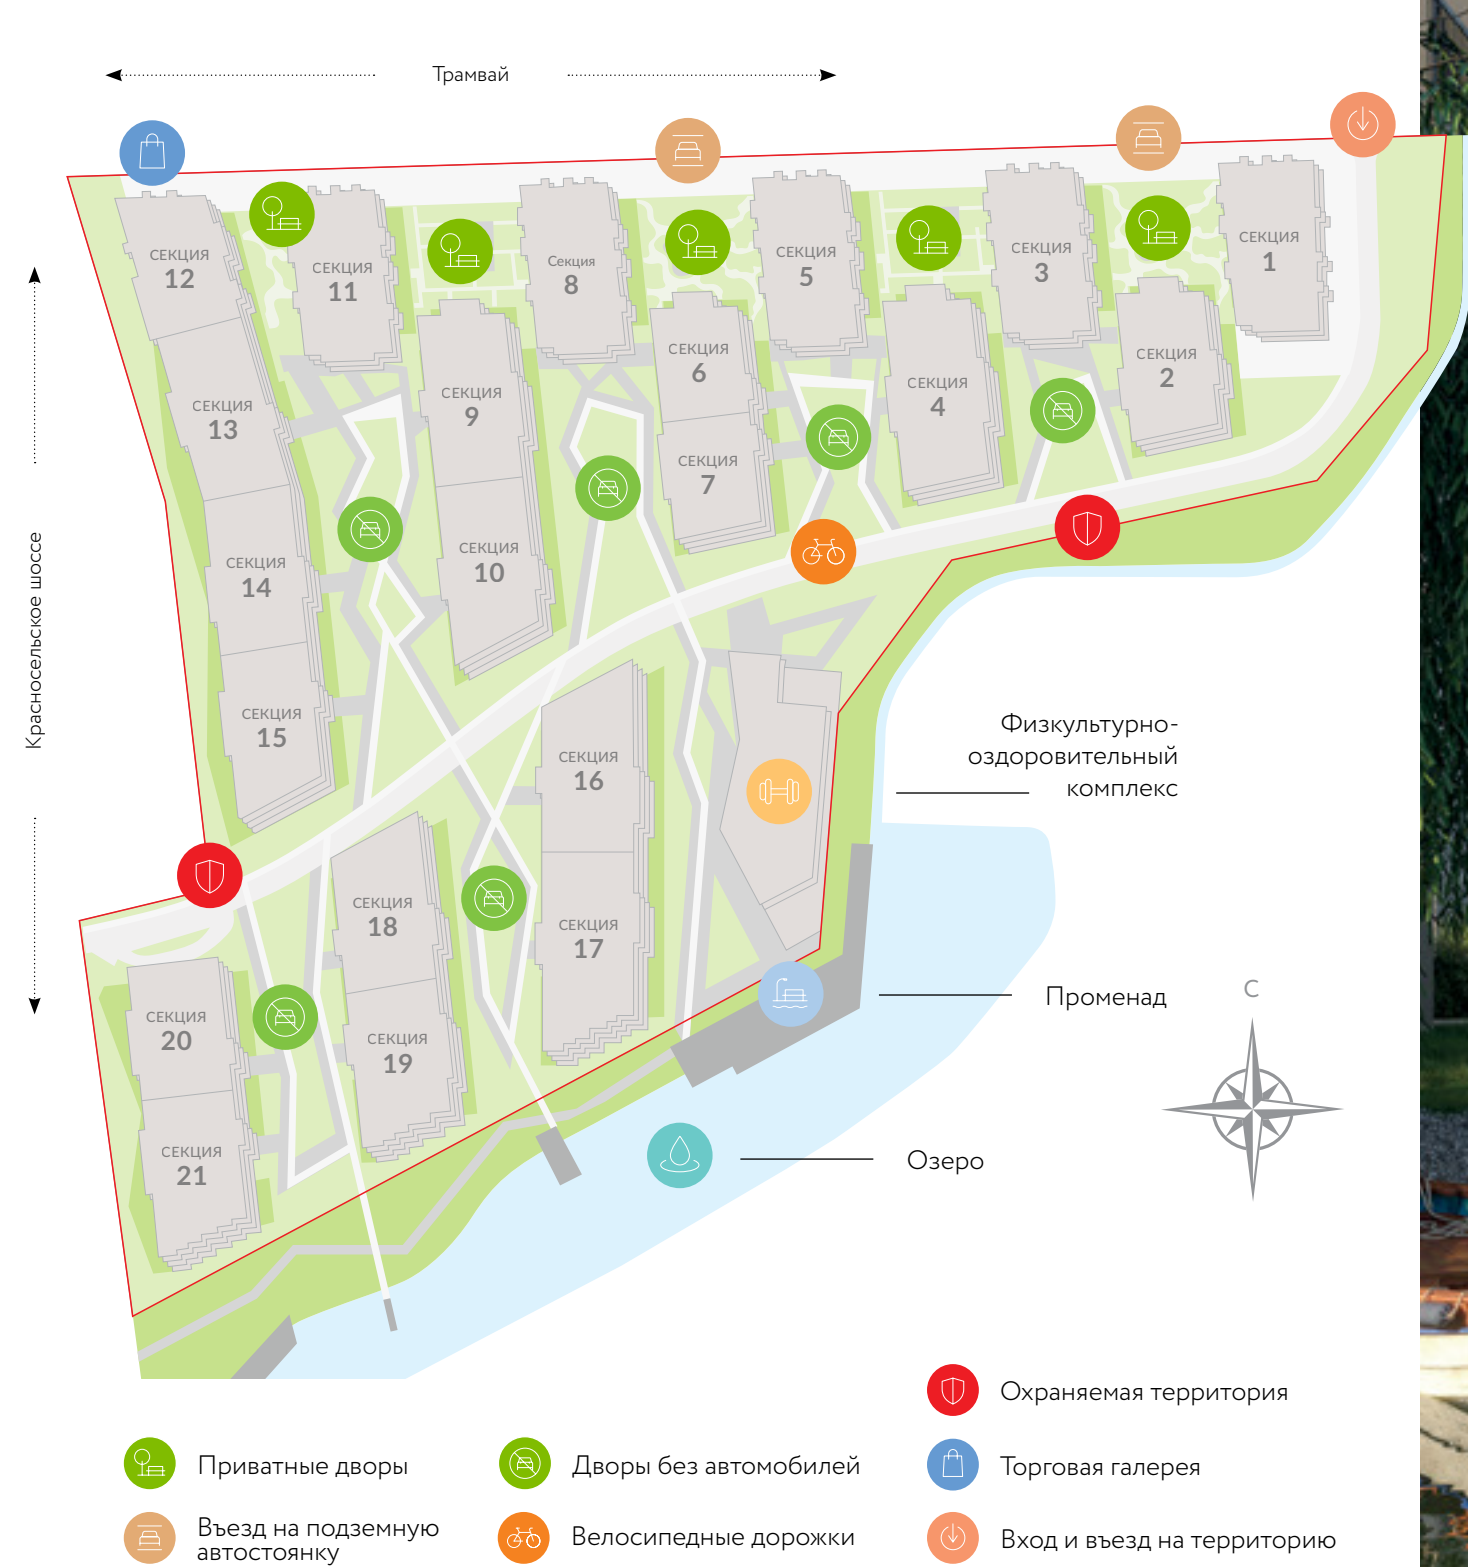 Трамвай
Красносельское шоссе
СЕКЦИЯ
12
СЕКЦИЯ
11
Секция
8
СЕКЦИЯ
5
СЕКЦИЯ
3
СЕКЦИЯ
1
СЕКЦИЯ
13
СЕКЦИЯ
9
СЕКЦИЯ
6
СЕКЦИЯ
4
СЕКЦИЯ
2
СЕКЦИЯ
7
СЕКЦИЯ
14
СЕКЦИЯ
10
СЕКЦИЯ
15
СЕКЦИЯ
16
СЕКЦИЯ
18
СЕКЦИЯ
17
СЕКЦИЯ
20
СЕКЦИЯ
19
СЕКЦИЯ
21
Физкультурно-
оздоровительный
комплекс
Променад
С
Озеро
Охраняемая территория
Приватные дворы
Дворы без автомобилей
Торговая галерея
Въезд на подземную
автостоянку
Велосипедные дорожки
Вход и въезд на территорию